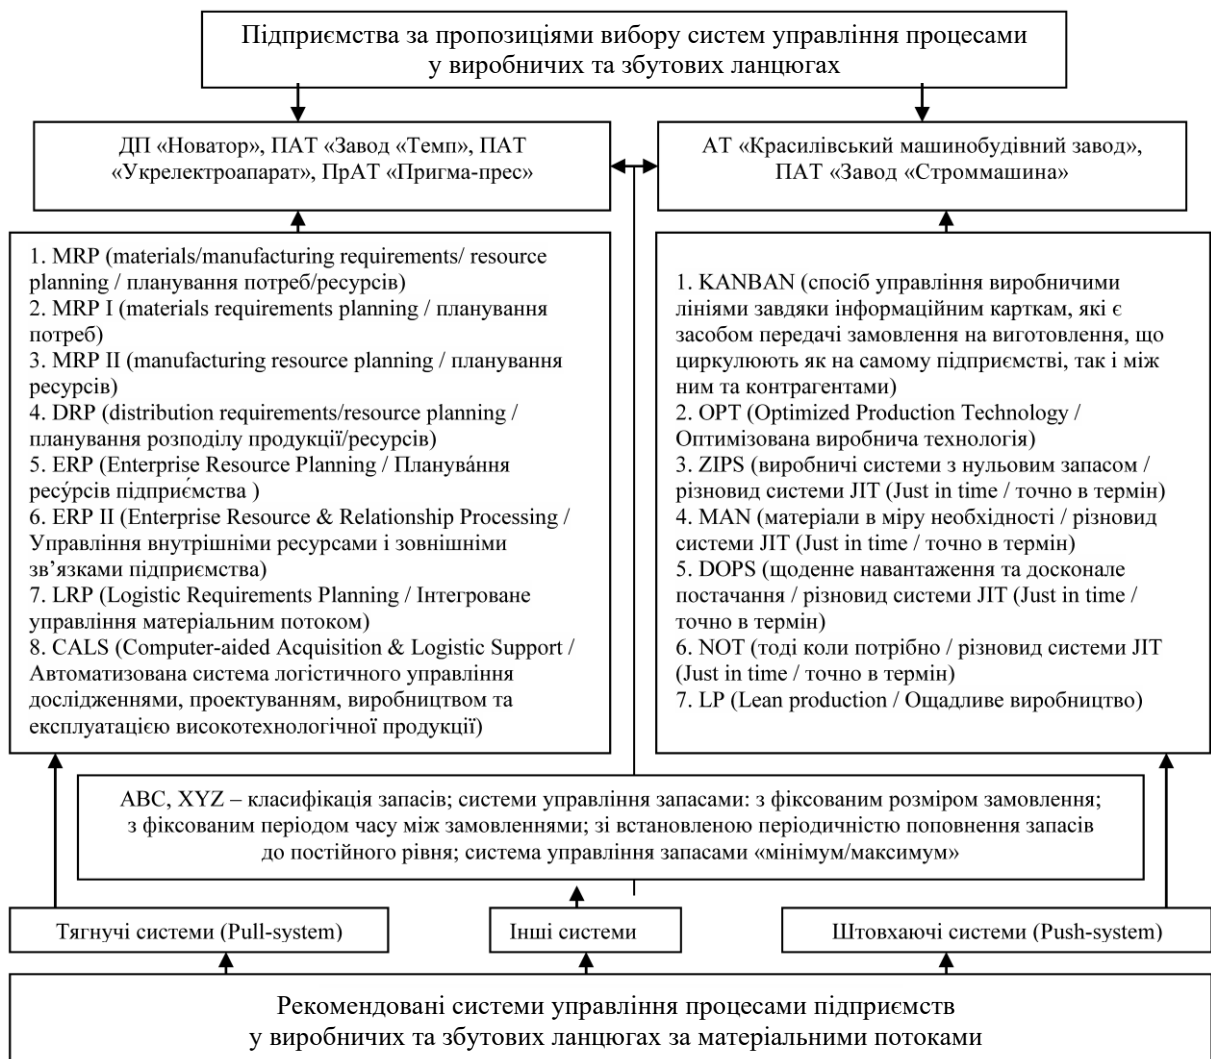 Підприємства за пропозиціями вибору систем управління процесами
у виробничих та збутових ланцюгах
ДП «Новатор», ПАТ «Завод «Темп», ПАТ
«Укрелектроапарат», ПрАТ «Пригма-прес»
АТ «Красилівський машинобудівний завод»,
ПАТ «Завод «Строммашина»
1. MRP (materials/manufacturing requirements/ resource
planning / планування потреб/ресурсів)
2. MRP I (materials requirements planning / планування
потреб)
3. MRP II (manufacturing resource planning / планування
ресурсів)
4. DRP (distribution requirements/resource planning /
планування розподілу продукції/ресурсів)
5. ERP (Enterprise Resource Planning / Планува́ння
ресу́рсів підприє́мства )
6. ERP II (Enterprise Resource & Relationship Processing /
Управління внутрішніми ресурсами і зовнішніми
зв’язками підприємства)
7. LRP (Logistic Requirements Planning / Інтегроване
управління матеріальним потоком)
8. CALS (Computer-aided Acquisition & Logistic Support /
Автоматизована система логістичного управління
дослідженнями, проектуванням, виробництвом та
експлуатацією високотехнологічної продукції)
1. KANBAN (спосіб управління виробничими
лініями завдяки інформаційним карткам, які є
засобом передачі замовлення на виготовлення, що
циркулюють як на самому підприємстві, так і між
ним та контрагентами)
2. OPT (Optimized Production Technology /
Оптимізована виробнича технологія)
3. ZIPS (виробничі системи з нульовим запасом /
різновид системи JIT (Just in time / точно в термін)
4. MAN (матеріали в міру необхідності / різновид
системи JIT (Just in time / точно в термін)
5. DOPS (щоденне навантаження та досконале
постачання / різновид системи JIT (Just in time /
точно в термін)
6. NOT (тоді коли потрібно / різновид системи JIT
(Just in time / точно в термін)
7. LP (Lean production / Ощадливе виробництво)
ABC, XYZ – класифікація запасів; системи управління запасами: з фіксованим розміром замовлення;
з фіксованим періодом часу між замовленнями; зі встановленою періодичністю поповнення запасів
до постійного рівня; система управління запасами «мінімум/максимум»
Тягнучі системи (Pull-system)
Інші системи
Штовхаючі системи (Push-system)
Рекомендовані системи управління процесами підприємств
у виробничих та збутових ланцюгах за матеріальними потоками